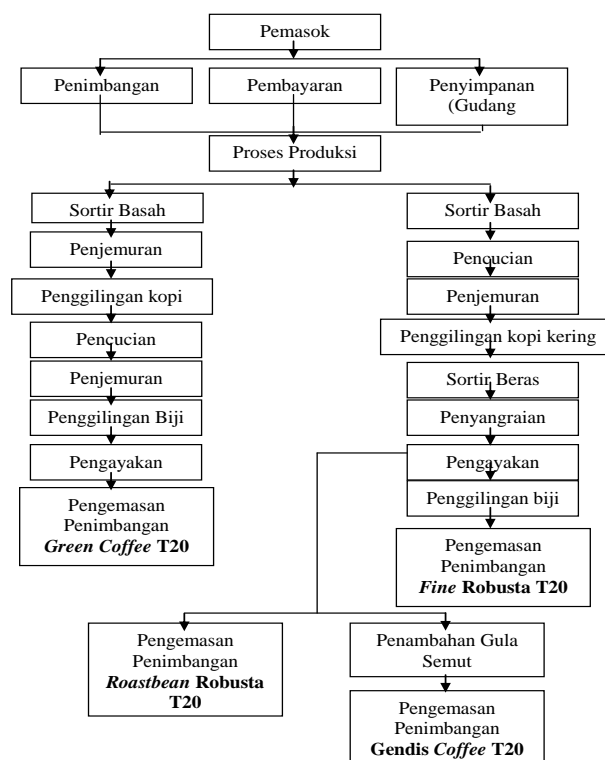 Pemasok
Penimbangan
Pembayaran
Penyimpanan
(Gudang
Proses Produksi
Sortir Basah
Penjemuran
Penggilingan kopi
Pencucian
Penjemuran
Penggilingan Biji
Pengayakan
Pengemasan
Penimbangan
Green Coffee T20
Sortir Basah
Pencucian
Penjemuran
Penggilingan kopi kering
Sortir Beras
Penyangraian
Pengayakan
Penggilingan biji
Pengemasan
Penimbangan
Fine Robusta T20
Pengemasan
Penimbangan
Roastbean Robusta
T20
Penambahan Gula
Semut
Pengemasan
Penimbangan
Gendis Coffee T20